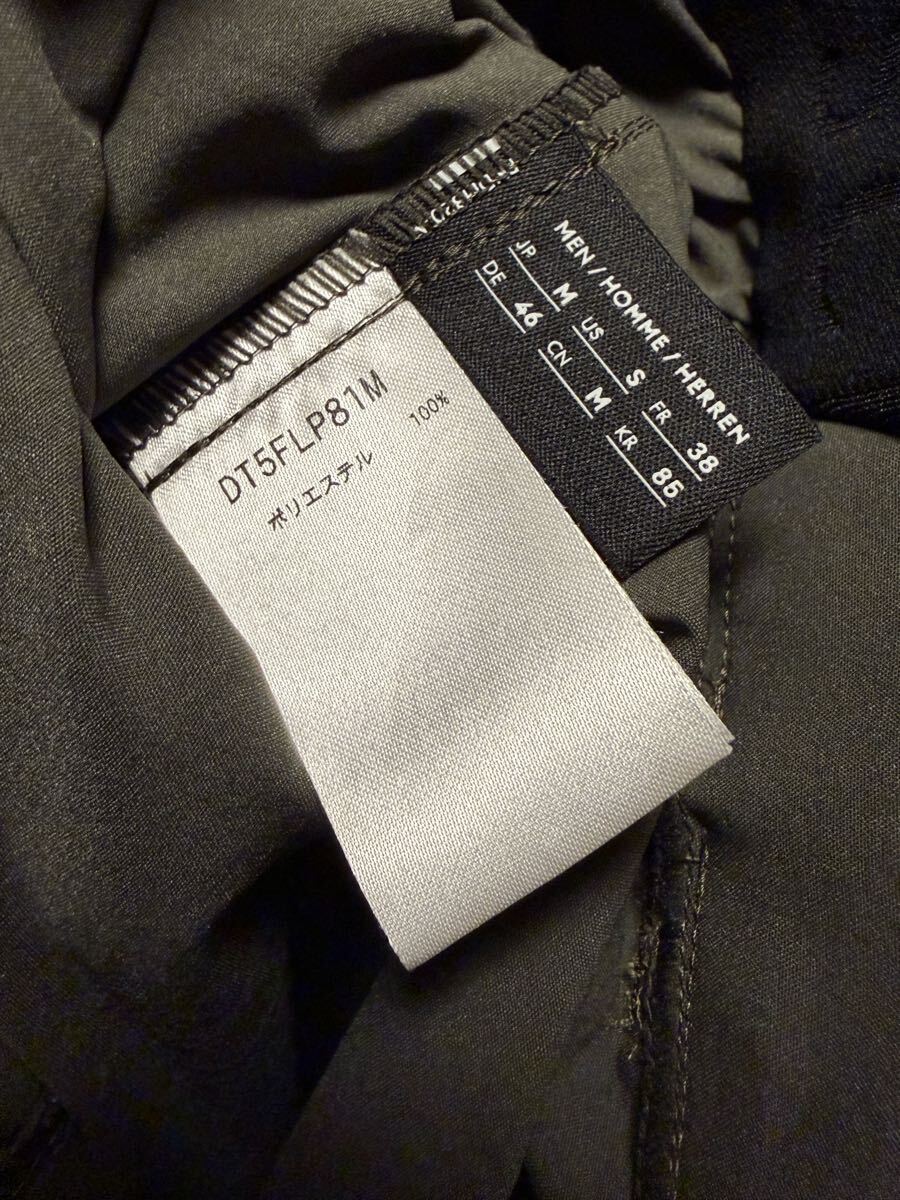 DT5FLP81M
ポリエステル 100%
MEN / HOMME / HERREN
JP M US S FR 38
DE 46 CN M KR 85